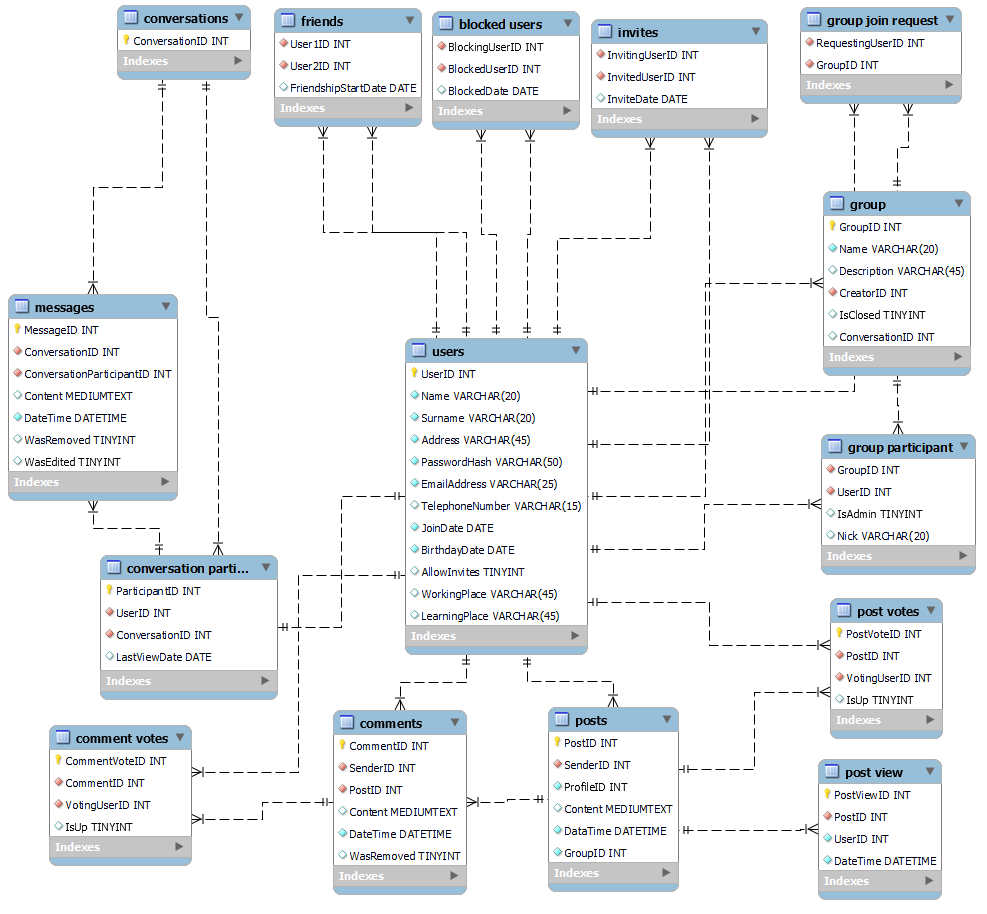 conversations
ConversationID INT
Indexes
friends
User1ID INT
User2ID INT
FriendshipStartDate DATE
Indexes
blocked users
BlockingUserID INT
BlockedUserID INT
BlockedDate DATE
Indexes
invites
InvitingUserID INT
InvitedUserID INT
InviteDate DATE
Indexes
group join request
RequestingUserID INT
GroupID INT
Indexes
group
GroupID INT
Name VARCHAR(20)
Description VARCHAR(45)
CreatorID INT
IsClosed TINYINT
ConversationID INT
Indexes
messages
MessageID INT
ConversationID INT
ConversationParticipantID INT
Content MEDIUMTEXT
DateTime DATETIME
WasRemoved TINYINT
WasEdited TINYINT
Indexes
users
UserID INT
Name VARCHAR(20)
Surname VARCHAR(20)
Address VARCHAR(45)
PasswordHash VARCHAR(50)
EmailAddress VARCHAR(25)
TelephoneNumber VARCHAR(15)
JoinDate DATE
BirthdayDate DATE
AllowInvites TINYINT
WorkingPlace VARCHAR(45)
LearningPlace VARCHAR(45)
Indexes
group participant
GroupID INT
UserID INT
IsAdmin TINYINT
Nick VARCHAR(20)
Indexes
conversation parti...
ParticipantID INT
UserID INT
ConversationID INT
LastViewDate DATE
Indexes
post votes
PostVoteID INT
PostID INT
VotingUserID INT
IsUp TINYINT
Indexes
comment votes
CommentVoteID INT
CommentID INT
VotingUserID INT
IsUp TINYINT
Indexes
comments
CommentID INT
SenderID INT
PostID INT
Content MEDIUMTEXT
DateTime DATETIME
WasRemoved TINYINT
Indexes
posts
PostID INT
SenderID INT
ProfileID INT
Content MEDIUMTEXT
DataTime DATETIME
GroupID INT
Indexes
post view
PostViewID INT
PostID INT
UserID INT
DateTime DATETIME
Indexes